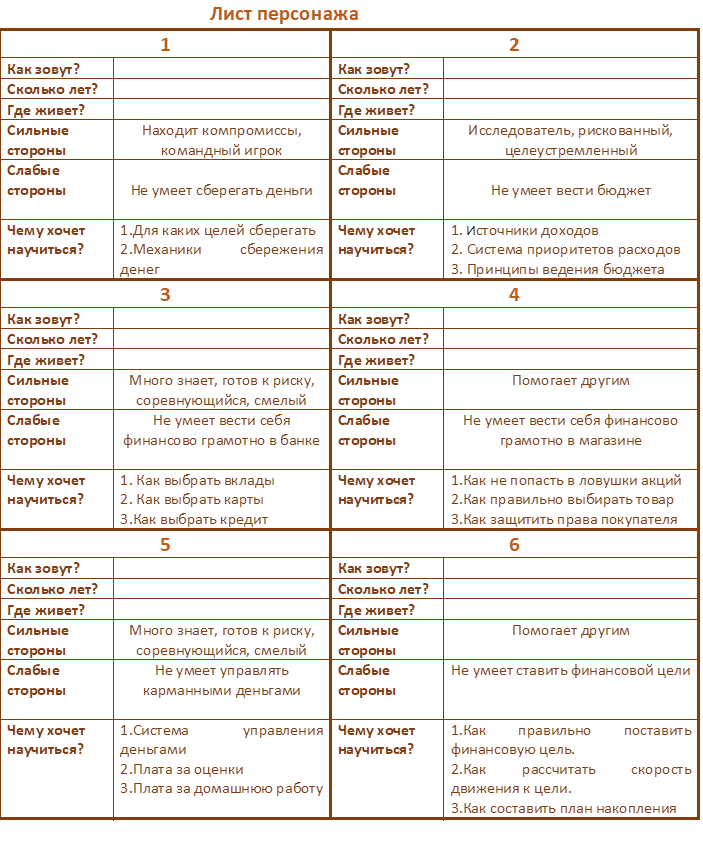 Лист персонажа
1
Как зовут?
Сколько лет?
Где живет?
Сильные стороны
Находит компромиссы,
командный игрок
Слабые стороны
Не умеет сберегать деньги
Чему хочет научиться?
1.Для каких целей сберегать
2.Механики сбережения
денег
2
Как зовут?
Сколько лет?
Где живет?
Сильные стороны
Исследователь, рискованный,
целеустремленный
Слабые стороны
Не умеет вести бюджет
Чему хочет научиться?
1. Источники доходов
2. Система приоритетов расходов
3. Принципы ведения бюджета
3
Как зовут?
Сколько лет?
Где живет?
Сильные стороны
Много знает, готов к риску,
соревнующийся, смелый
Слабые стороны
Не умеет вести себя
финансово грамотно в банке
Чему хочет научиться?
1. Как выбрать вклады
2. Как выбрать карты
3.Как выбрать кредит
4
Как зовут?
Сколько лет?
Где живет?
Сильные стороны
Помогает другим
Слабые стороны
Не умеет вести себя финансово
грамотно в магазине
Чему хочет научиться?
1.Как не попасть в ловушки акций
2.Как правильно выбирать товар
3.Как защитить права покупателя
5
Как зовут?
Сколько лет?
Где живет?
Сильные стороны
Много знает, готов к риску,
соревнующийся, смелый
Слабые стороны
Не умеет управлять
карманными деньгами
Чему хочет научиться?
1.Система управления
деньгами
2.Плата за оценки
3.Плата за домашнюю работу
6
Как зовут?
Сколько лет?
Где живет?
Сильные стороны
Помогает другим
Слабые стороны
Не умеет ставить финансовой цели
Чему хочет научиться?
1.Как правильно поставить
финансовую цель.
2.Как рассчитать скорость
движения к цели.
3.Как составить план накопления